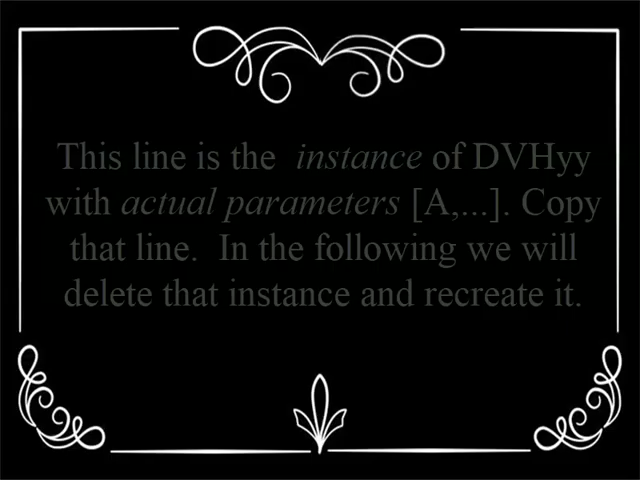 This line is the  instance of DVHyy
with actual parameters [A,...]. Copy
that line.  In the following we will
delete that instance and recreate it.